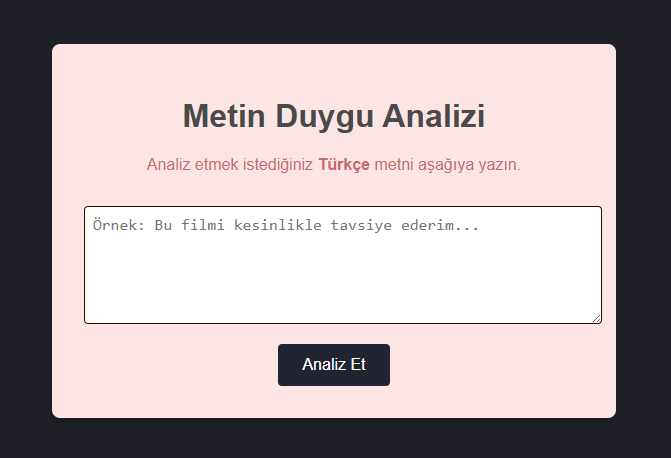 Metin Duygu Analizi
Analiz etmek istediğiniz Türkçe metni aşağıya yazın.
Örnek: Bu filmi kesinlikle tavsiye ederim...
Analiz Et